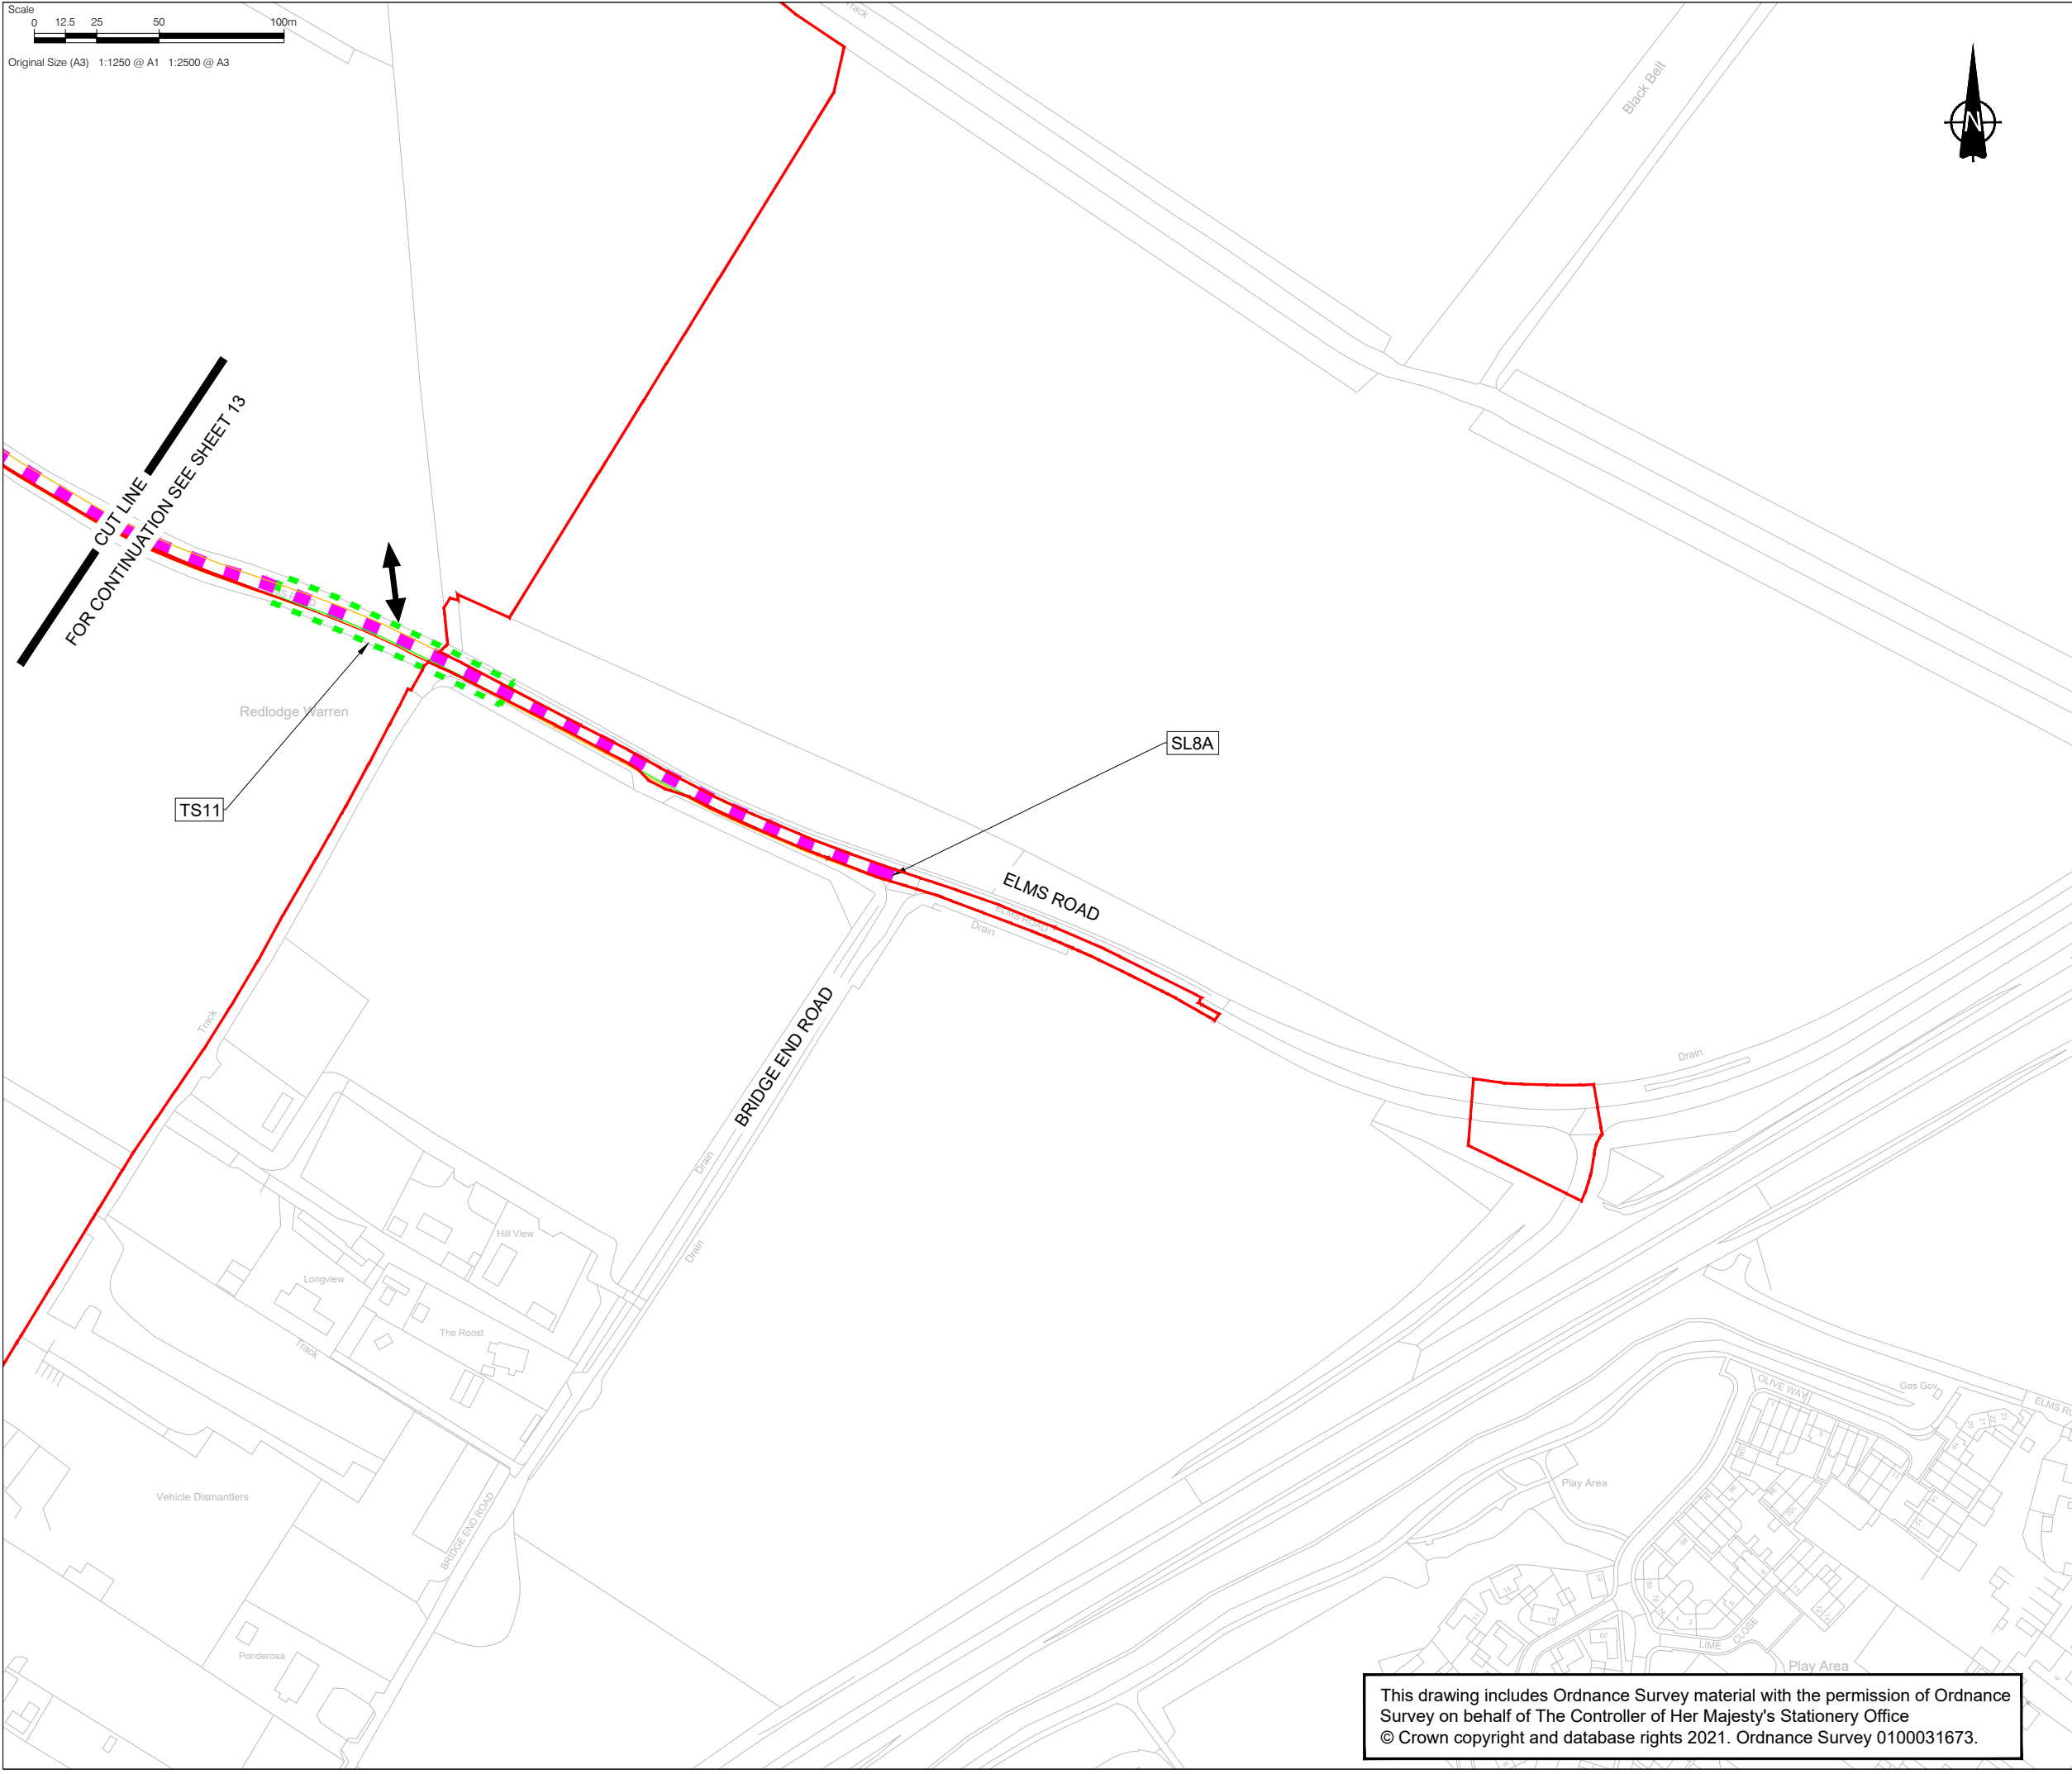 Scale
0 12.5 25 50 100m
Original Size (A3) 1:1250 @ A1 1:2500 @ A3
Track
Black Belt
N
CUT LINE
FOR CONTINUATION SEE SHEET 13
Redlodge Warren
TS11
SL8A
ELMS ROAD
ELMS ROAD
Drain
BRIDGE END ROAD
Track
Drain
Drain
Drain
Hill View
Longview
The Roost
Track
Vehicle Dismantlers
BRIDGE END ROAD
Ponderosa
OLIVE WAY
Gas Gov
Play Area
LIME
CLOSE
Play Area
This drawing includes Ordnance Survey material with the permission of Ordnance
Survey on behalf of The Controller of Her Majesty's Stationery Office
© Crown copyright and database rights 2021. Ordnance Survey 0100031673.